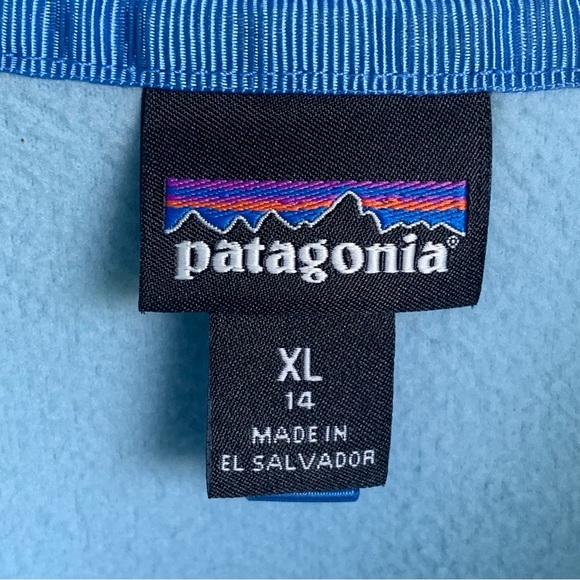 patagonia®
XL
14
MADE IN
EL SALVADOR